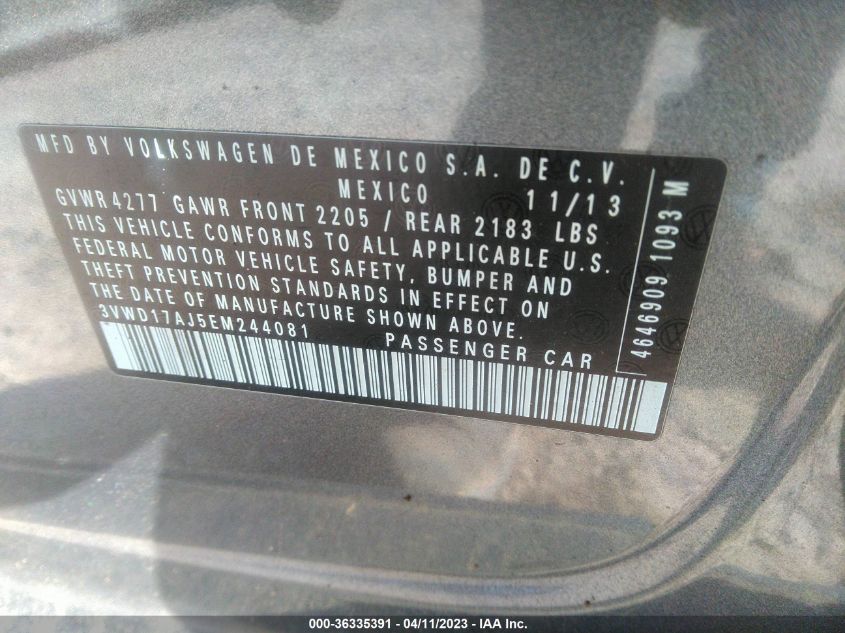 MFD BY VOLKSWAGEN DE MEXICO S.A. DE C.V.
MEXICO 11/13
GVWR 4277 GAWR FRONT 2205 / REAR 2183 LBS
THIS VEHICLE CONFORMS TO ALL APPLICABLE U.S.
FEDERAL MOTOR VEHICLE SAFETY, BUMPER AND
THEFT PREVENTION STANDARDS IN EFFECT ON
THE DATE OF MANUFACTURE SHOWN ABOVE.
3VWD17AJ5EM244081
PASSENGER CAR
4646909 1093 M
000-36335391 - 04/11/2023 - IAA Inc.